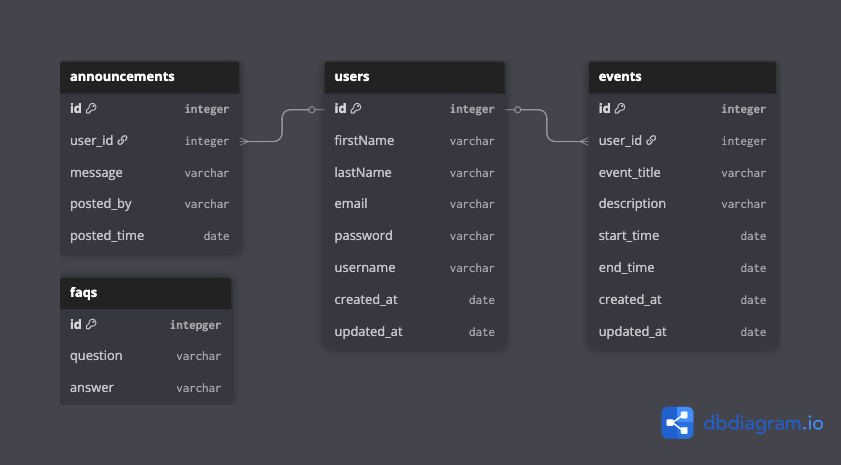 announcements
id integer
user_id integer
message varchar
posted_by varchar
posted_time date
users
id integer
firstName varchar
lastName varchar
email varchar
password varchar
username varchar
created_at date
updated_at date
events
id integer
user_id integer
event_title varchar
description varchar
start_time date
end_time date
created_at date
updated_at date
faqs
id intepger
question varchar
answer varchar
dbdiagram.io